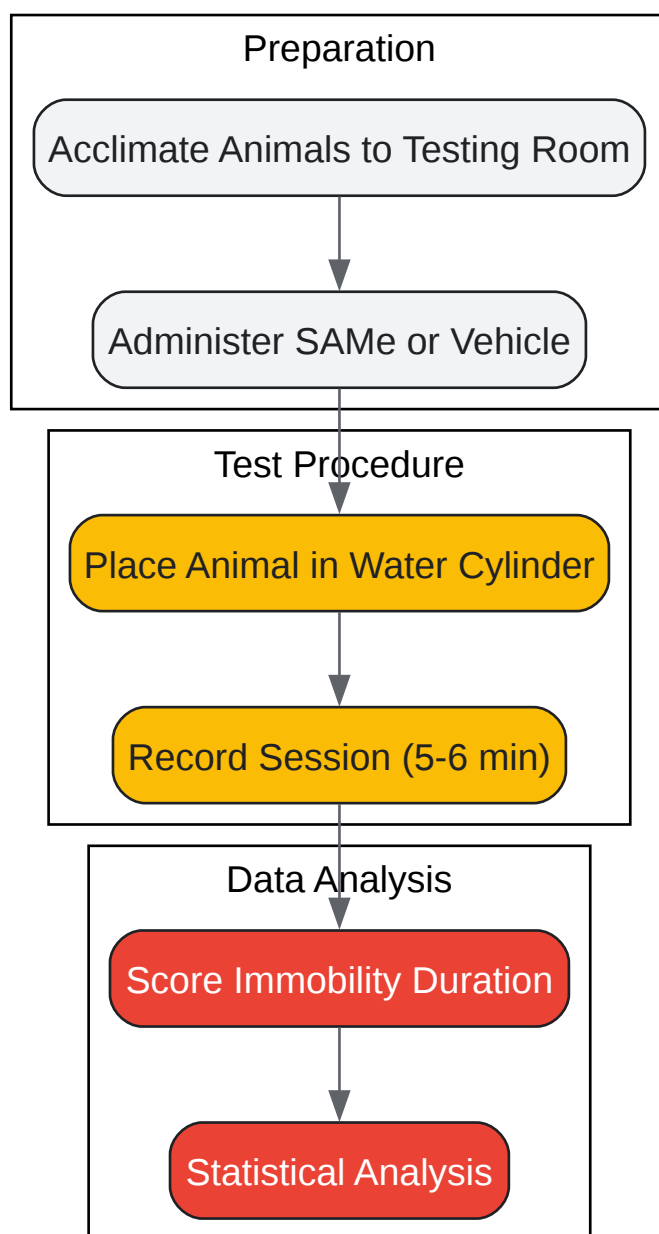 Preparation
Acclimate Animals to Testing Room
Administer SAMe or Vehicle
Test Procedure
Place Animal in Water Cylinder
Record Session (5-6 min)
Data Analysis
Score Immobility Duration
Statistical Analysis